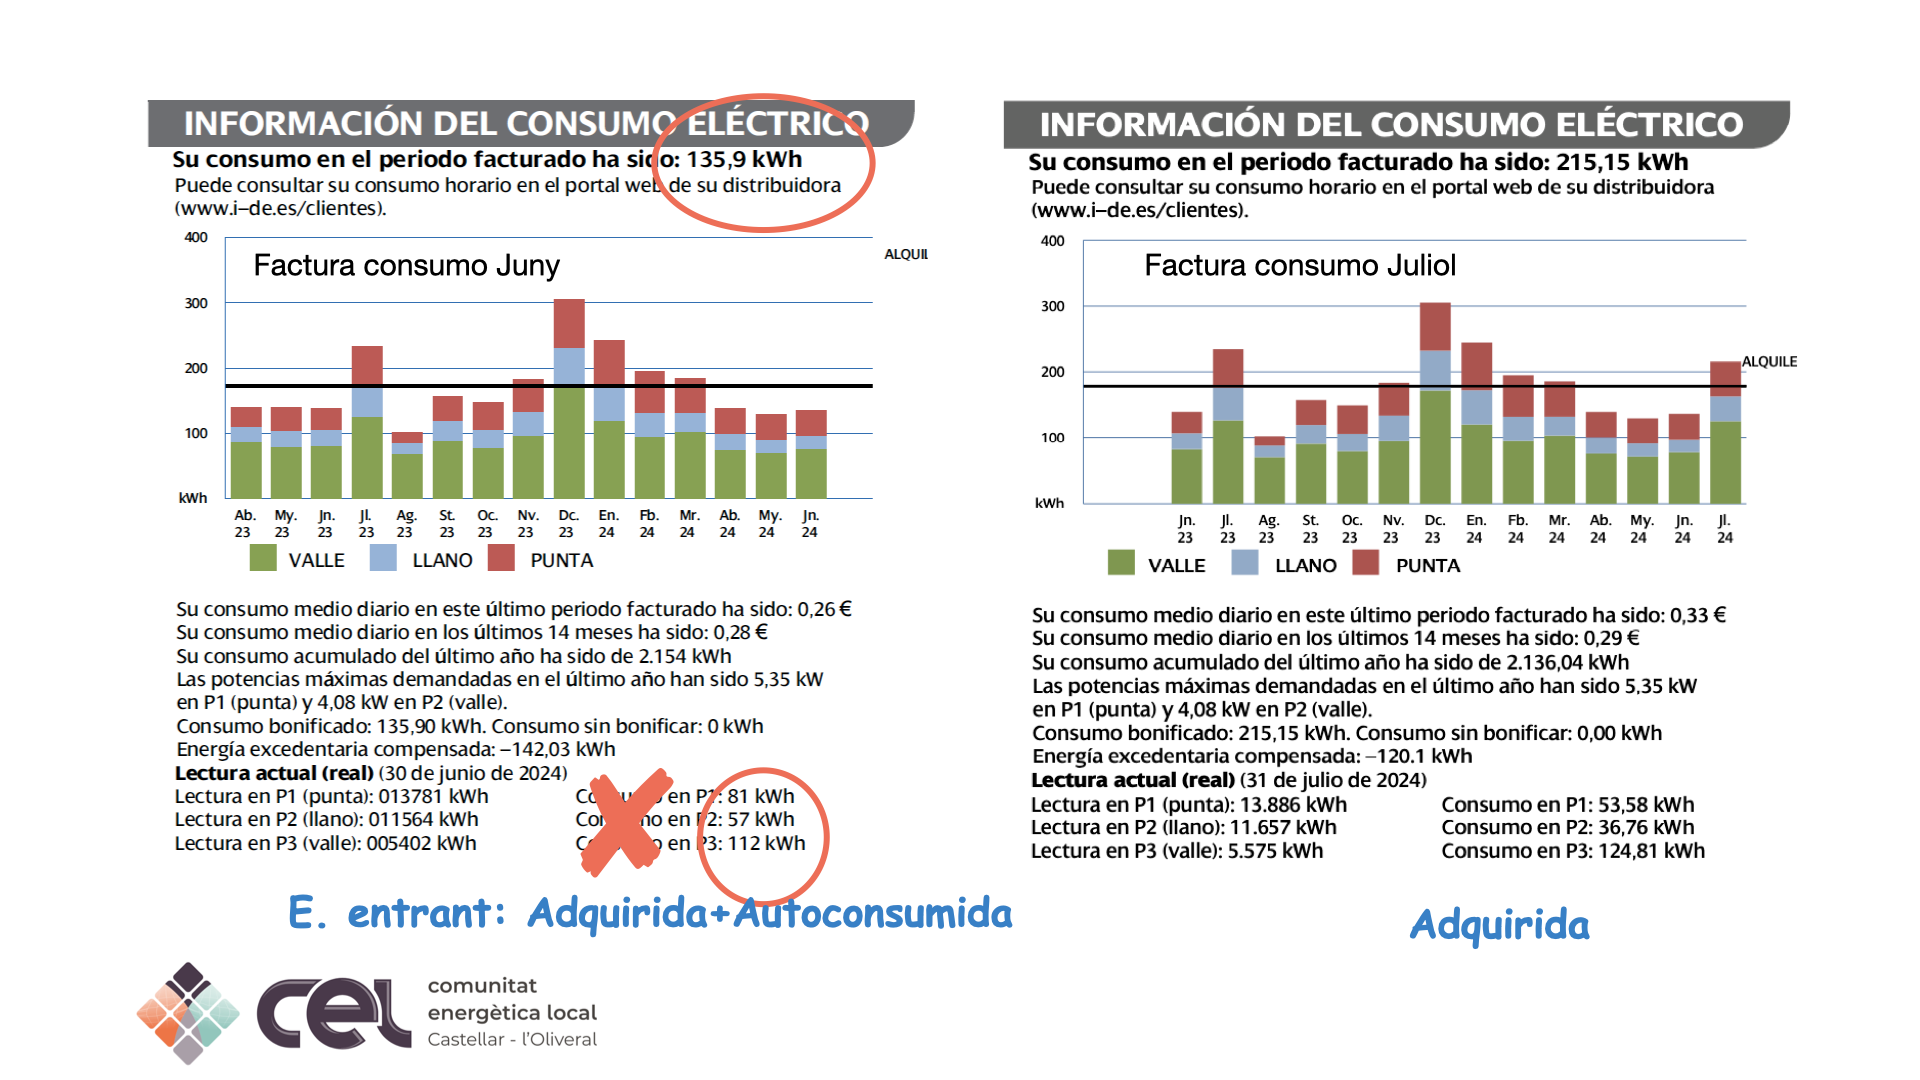 INFORMACIÓN DEL CONSUMO ELÉCTRICO
Su consumo en el periodo facturado ha sido: 135,9 kWh
Puede consultar su consumo horario en el portal web de su distribuidora
(www.i–de.es/clientes).
400
300
200
100
kWh
Factura consumo Juny
ALQUIL
Ab. My. Jn. Jl. Ag. St. Oc. Nv. Dc. En. Fb. Mr. Ab. My. Jn.
23 23 23 23 23 23 23 23 23 24 24 24 24 24 24
VALLE LLANO PUNTA
Su consumo medio diario en este último periodo facturado ha sido: 0,26 €
Su consumo medio diario en los últimos 14 meses ha sido: 0,28 €
Su consumo acumulado del último año ha sido de 2.154 kWh
Las potencias máximas demandadas en el último año han sido 5,35 kW
en P1 (punta) y 4,08 kW en P2 (valle).
Consumo bonificado: 135,90 kWh. Consumo sin bonificar: 0 kWh
Energía excedentaria compensada: –142,03 kWh
Lectura actual (real) (30 de junio de 2024)
Lectura en P1 (punta): 013781 kWh Consumo en P1: 81 kWh
Lectura en P2 (llano): 011564 kWh Consumo en P2: 57 kWh
Lectura en P3 (valle): 005402 kWh Consumo en P3: 112 kWh
E. entrant: Adquirida+Autoconsumida
INFORMACIÓN DEL CONSUMO ELÉCTRICO
Su consumo en el periodo facturado ha sido: 215,15 kWh
Puede consultar su consumo horario en el portal web de su distribuidora
(www.i–de.es/clientes).
400
300
200
100
kWh
Factura consumo Juliol
ALQUILE
Jn. Jl. Ag. St. Oc. Nv. Dc. En. Fb. Mr. Ab. My. Jn. Jl.
23 23 23 23 23 23 23 24 24 24 24 24 24 24
VALLE LLANO PUNTA
Su consumo medio diario en este último periodo facturado ha sido: 0,33 €
Su consumo medio diario en los últimos 14 meses ha sido: 0,29 €
Su consumo acumulado del último año ha sido de 2.136,04 kWh
Las potencias máximas demandadas en el último año han sido 5,35 kW
en P1 (punta) y 4,08 kW en P2 (valle).
Consumo bonificado: 215,15 kWh. Consumo sin bonificar: 0,00 kWh
Energía excedentaria compensada: –120.1 kWh
Lectura actual (real) (31 de julio de 2024)
Lectura en P1 (punta): 13.886 kWh Consumo en P1: 53,58 kWh
Lectura en P2 (llano): 11.657 kWh Consumo en P2: 36,76 kWh
Lectura en P3 (valle): 5.575 kWh Consumo en P3: 124,81 kWh
Adquirida
cel
comunitat
energètica local
Castellar - l'Oliveral